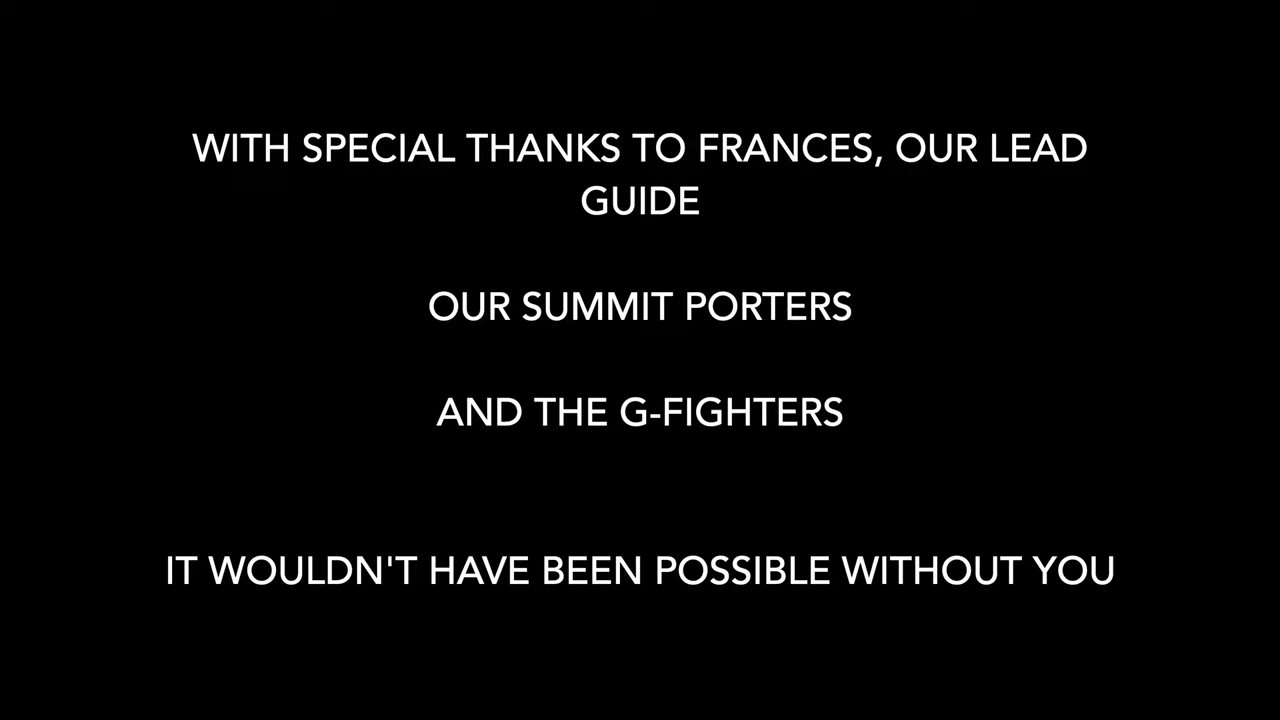 WITH SPECIAL THANKS TO FRANCES, OUR LEAD
GUIDE
OUR SUMMIT PORTERS
AND THE G-FIGHTERS
IT WOULDN'T HAVE BEEN POSSIBLE WITHOUT YOU